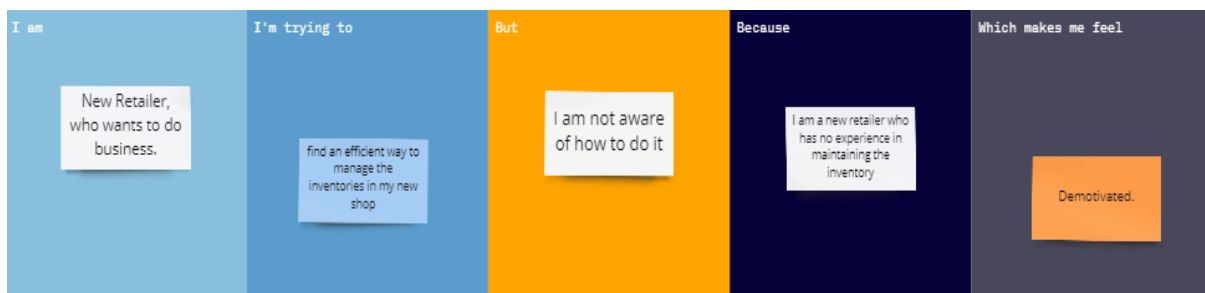 I am
New Retailer,
who wants to do
business.
I'm trying to
find an efficient way to
manage the
inventories in my new
shop
But
I am not aware
of how to do it
Because
I am a new retailer who
has no experience in
maintaining the
inventory
Which makes me feel
Demotivated.